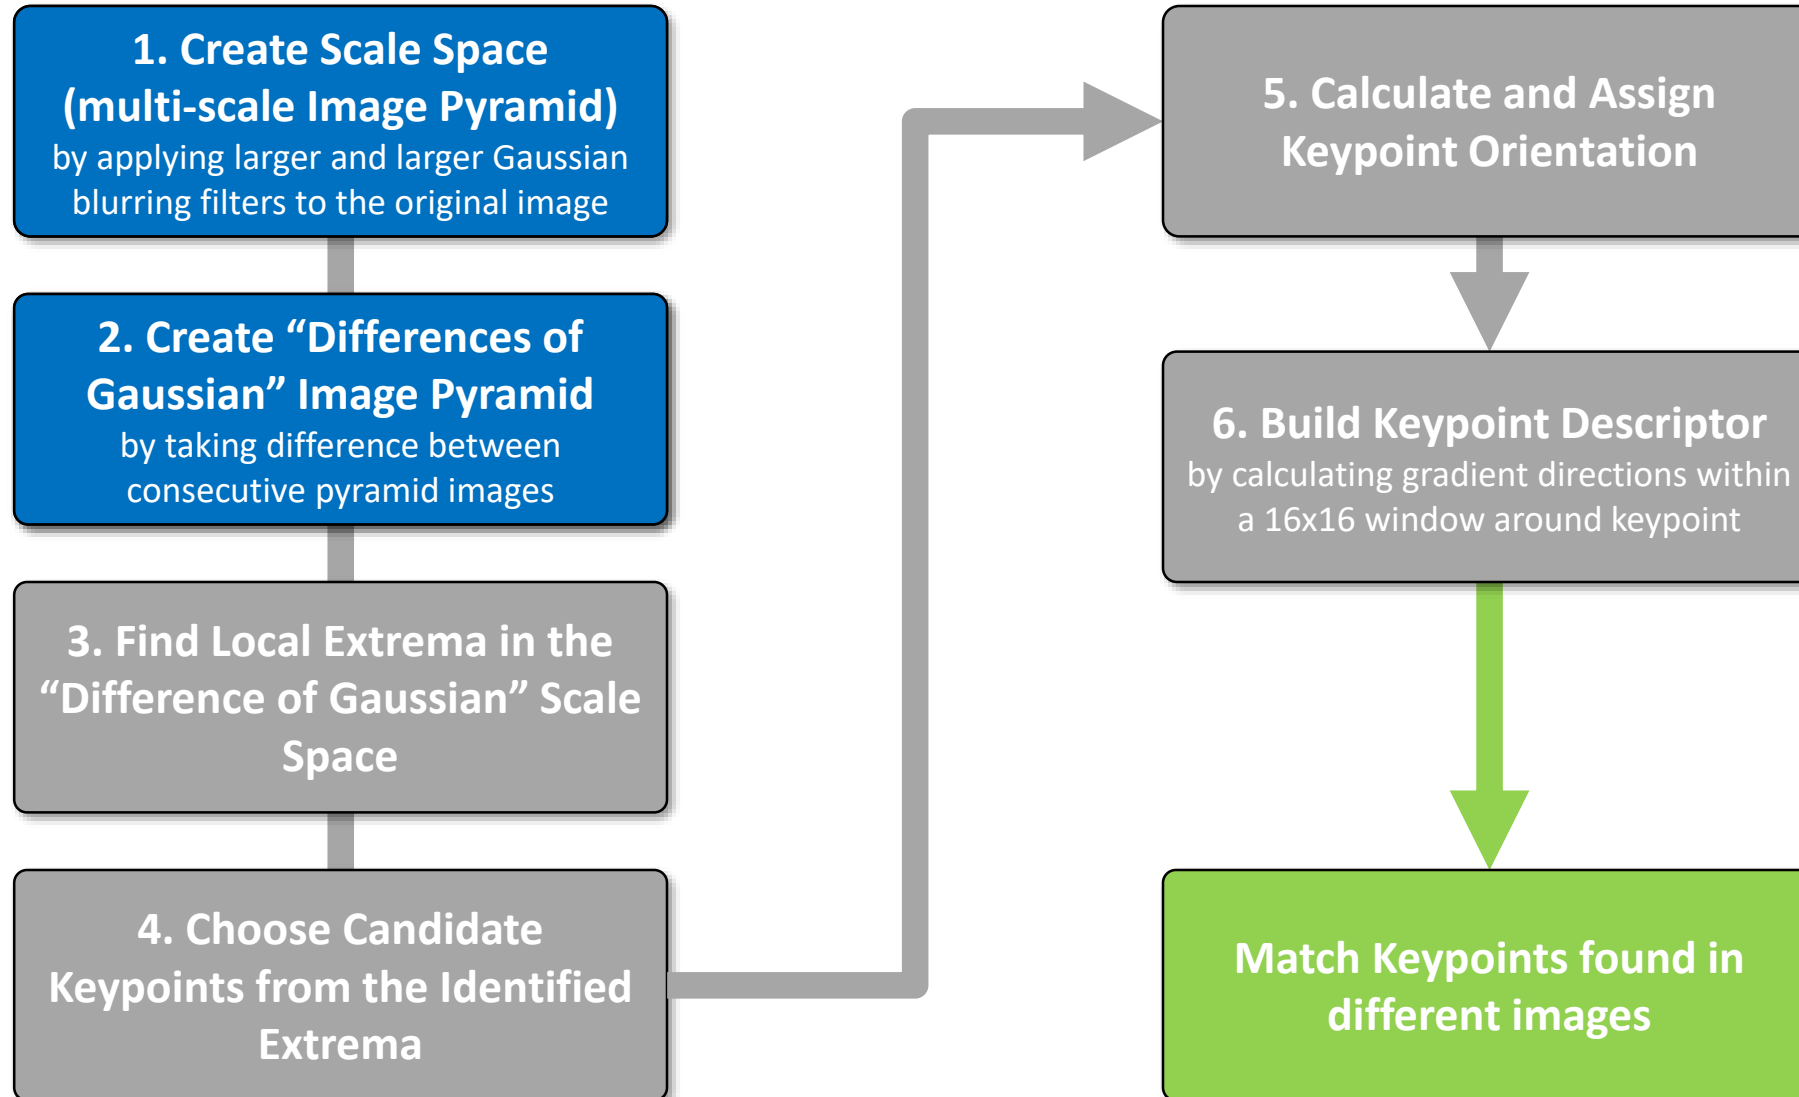 1. Create Scale Space
(multi-scale Image Pyramid)
by applying larger and larger Gaussian
blurring filters to the original image
2. Create “Differences of
Gaussian” Image Pyramid
by taking difference between
consecutive pyramid images
3. Find Local Extrema in the
“Difference of Gaussian” Scale
Space
4. Choose Candidate
Keypoints from the Identified
Extrema
5. Calculate and Assign
Keypoint Orientation
6. Build Keypoint Descriptor
by calculating gradient directions within
a 16x16 window around keypoint
Match Keypoints found in
different images